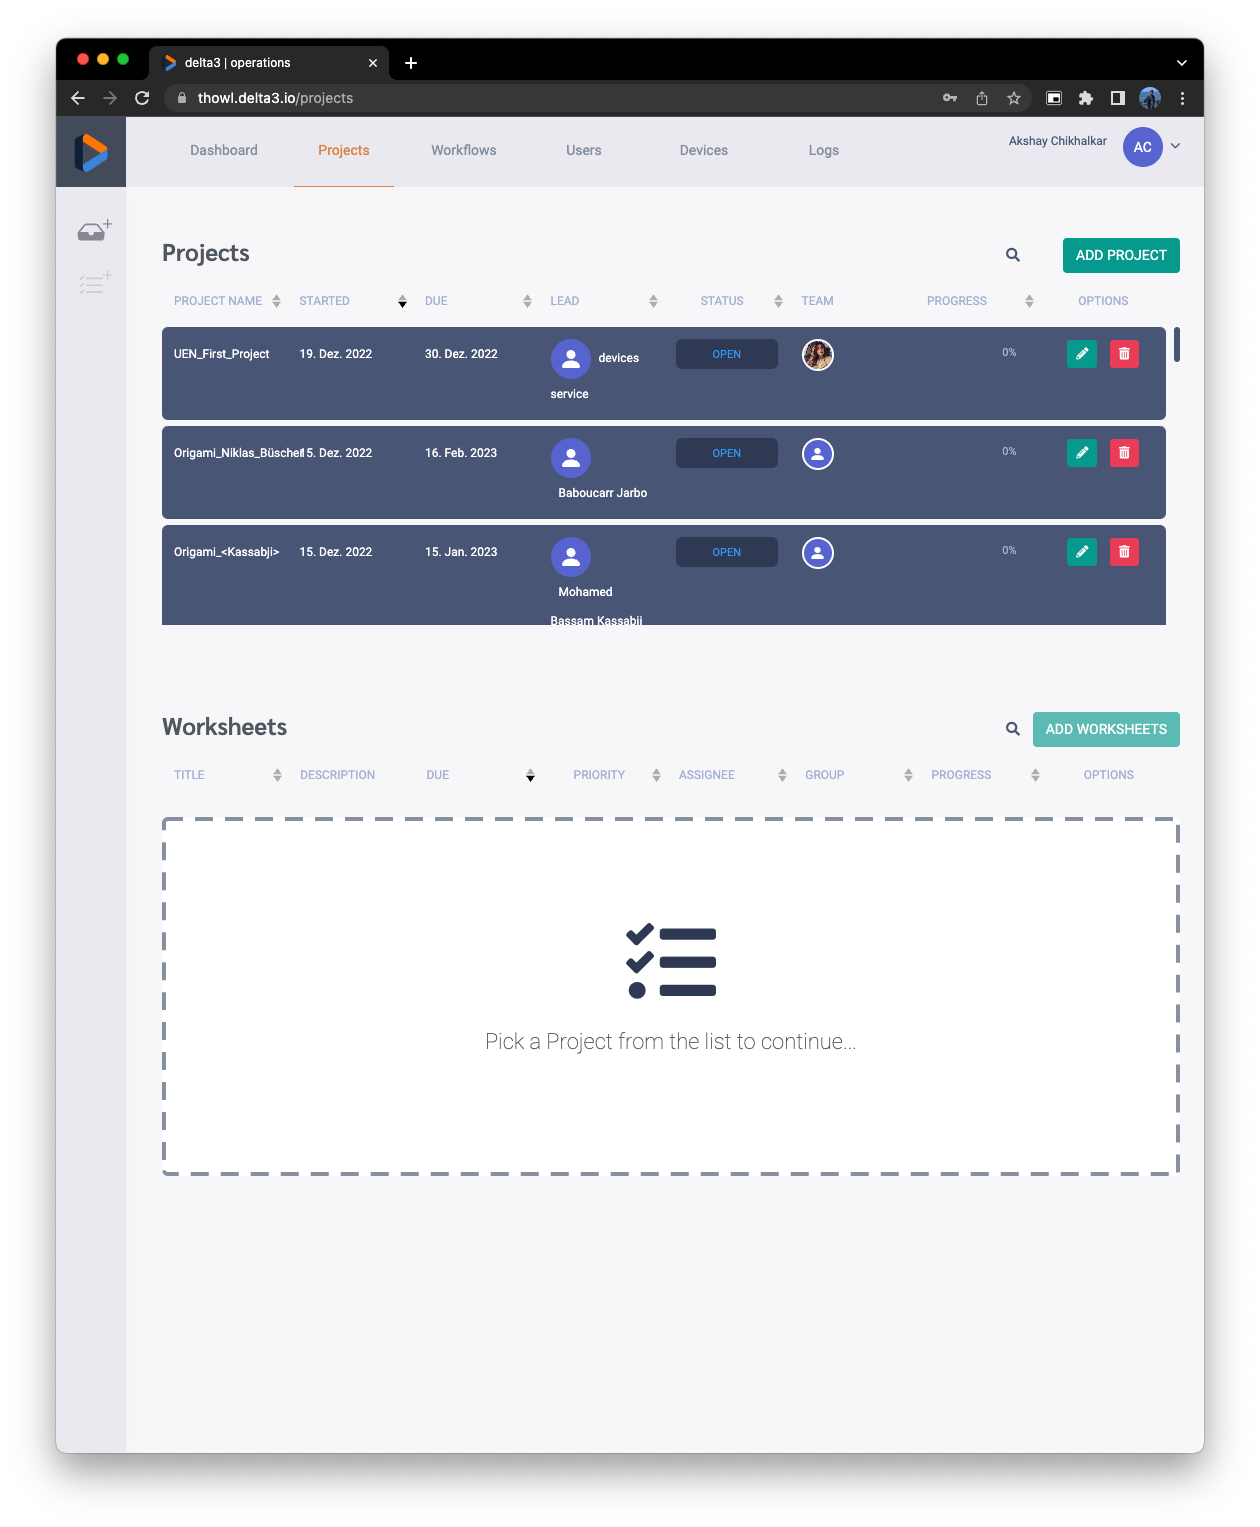 delta3 | operations
thowl.delta3.io/projects
Dashboard Projects Workflows Users Devices Logs Akshay Chikhalkar AC
Projects ADD PROJECT
PROJECT NAME STARTED DUE LEAD STATUS TEAM PROGRESS OPTIONS
UEN_First_Project 19. Dez. 2022 30. Dez. 2022 devices OPEN 0%
service
Origami_Niklas_Büscher 15. Dez. 2022 16. Feb. 2023 OPEN 0%
Baboucarr Jarbo
Origami_<Kassabji> 15. Dez. 2022 15. Jan. 2023 OPEN 0%
Mohamed
Bassam Kassabji
Worksheets ADD WORKSHEETS
TITLE DESCRIPTION DUE PRIORITY ASSIGNEE GROUP PROGRESS OPTIONS
Pick a Project from the list to continue...